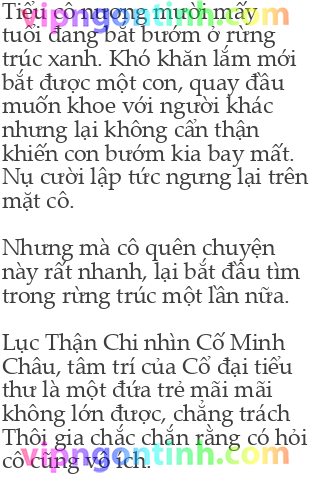 Tiểu cô nương mười mấy
tuổi đang bắt bướm ở rừng
trúc xanh. Khó khăn lắm mới
bắt được một con, quay đầu
muốn khoe với người khác
nhưng lại không cẩn thận
khiến con bướm kia bay mất.
Nụ cười lập tức ngưng lại trên
mặt cô.
Nhưng mà cô quên chuyện
này rất nhanh, lại bắt đầu tìm
trong rừng trúc một lần nữa.
Lục Thận Chi nhìn Cố Minh
Châu, tâm trí của Cổ đại tiểu
thư là một đứa trẻ mãi mãi
không lớn được, chẳng trách
Thôi gia chắc chắn rằng có hỏi
cô cũng vô ích.
vipngontinh.com
vipngontinh.com